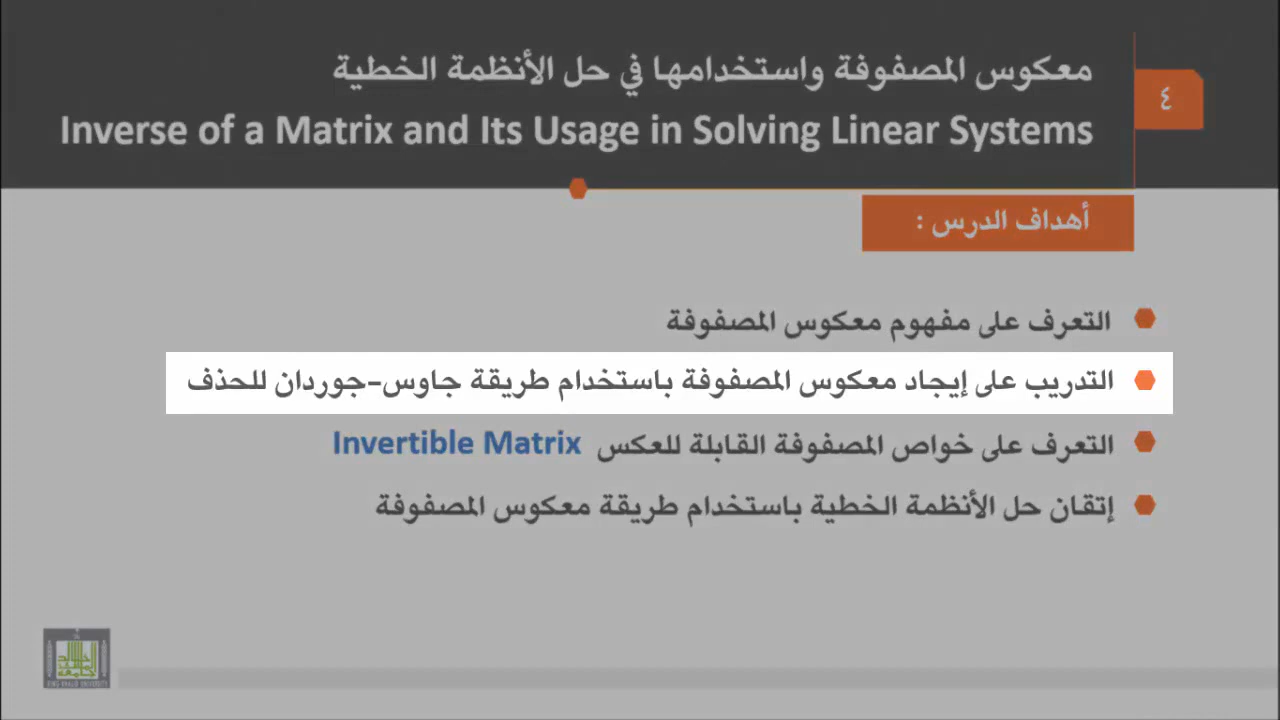 معكوس المصفوفة واستخدامها في حل الأنظمة الخطية
٤
Inverse of a Matrix and Its Usage in Solving Linear Systems
أهداف الدرس :
التعرف على مفهوم معكوس المصفوفة
التدريب على إيجاد معكوس المصفوفة باستخدام طريقة جاوس-جوردان للحذف
التعرف على خواص المصفوفة القابلة للعكس Invertible Matrix
إتقان حل الأنظمة الخطية باستخدام طريقة معكوس المصفوفة